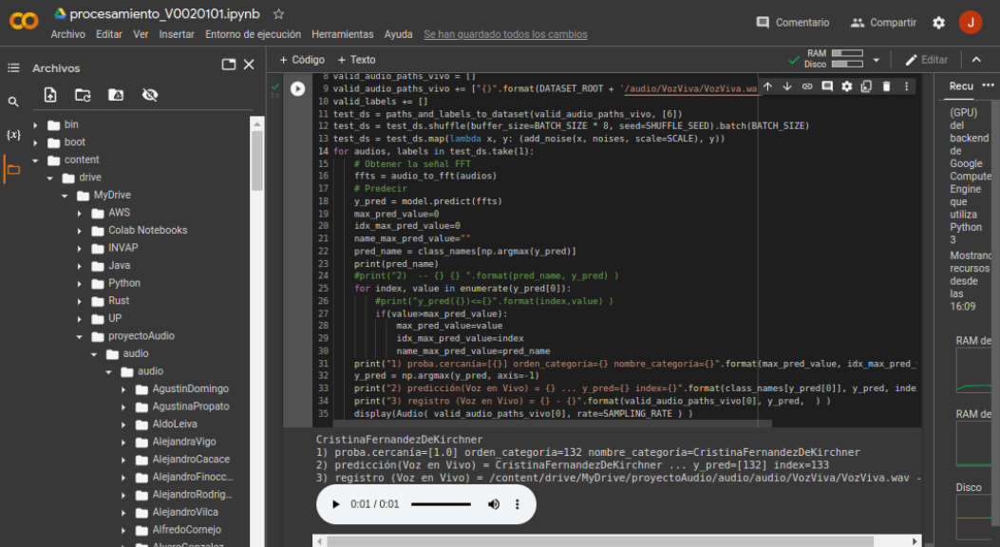 procesamiento_V0020101.ipynb
Comentario
Compartir
J
Archivo Editar Ver Insertar Entorno de ejecución Herramientas Ayuda Se han guardado todos los cambios
Archivos
+ Código + Texto
RAM
Disco
Editar
{x}
bin
boot
content
drive
MyDrive
AWS
Colab Notebooks
INVAP
Java
Python
Rust
UP
proyectoAudio
audio
audio
AgustinDomingo
AgustinaPropato
AldoLeiva
AlejandraVigo
AlejandroCacace
AlejandroFinocc...
AlejandroRodrig...
AlejandroVilca
AlfredoCornejo
AlvaroGonzalez
8 valid_audio_paths_vivo = []
9 valid_audio_paths_vivo += ["{}".format(DATASET_ROOT + '/audio/VozViva/VozViva.wa
10 valid_labels += []
11 test_ds = paths_and_labels_to_dataset(valid_audio_paths_vivo, [6])
12 test_ds = test_ds.shuffle(buffer_size=BATCH_SIZE * 8, seed=SHUFFLE_SEED).batch(BATCH_SIZE)
13 test_ds = test_ds.map(lambda x, y: (add_noise(x, noises, scale=SCALE), y))
14 for audios, labels in test_ds.take(1):
15 # Obtener la señal FFT
16 ffts = audio_to_fft(audios)
17 # Predecir
18 y_pred = model.predict(ffts)
19 max_pred_value=0
20 idx_max_pred_value=0
21 name_max_pred_value=""
22 pred_name = class_names[np.argmax(y_pred)]
23 print(pred_name)
24 #print("2) -- {} {} ".format(pred_name, y_pred) )
25 for index, value in enumerate(y_pred[0]):
26 #print("y_pred({})<={}".format(index,value) )
27 if(value>max_pred_value):
28 max_pred_value=value
29 idx_max_pred_value=index
30 name_max_pred_value=pred_name
31 print("1) proba.cercanía=[{}] orden_categoría={} nombre_categoría={}".format(max_pred_value, idx_max_pred_
32 y_pred = np.argmax(y_pred, axis=-1)
33 print("2) predicción(Voz en Vivo) = {} ... y_pred={} index={}".format(class_names[y_pred[0]], y_pred, inde
34 print("3) registro (Voz en Vivo) = {} - {}".format(valid_audio_paths_vivo[0], y_pred, ) )
35 display(Audio( valid_audio_paths_vivo[0], rate=SAMPLING_RATE ) )
CristinaFernandezDeKirchner
1) proba.cercanía=[1.0] orden_categoría=132 nombre_categoría=CristinaFernandezDeKirchner
2) predicción(Voz en Vivo) = CristinaFernandezDeKirchner ... y_pred=[132] index=133
3) registro (Voz en Vivo) = /content/drive/MyDrive/proyectoAudio/audio/audio/VozViva/VozViva.wav -
0:01 / 0:01
Recu
(GPU)
del
backend
de
Google
Compute
Engine
que
utiliza
Python
3
Mostrand
recursos
desde
las
16:09
RAM de
RAM de
Disco